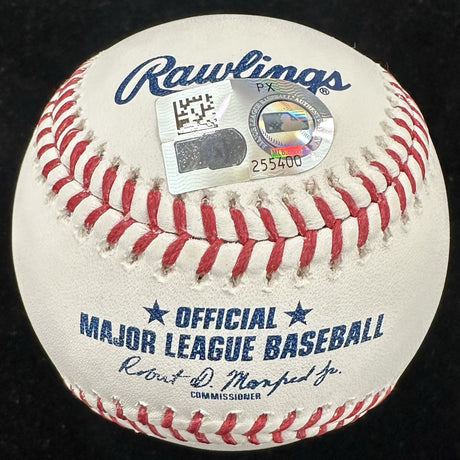 Rawlings®
PX
255400
★ OFFICIAL ★
MAJOR LEAGUE BASEBALL
Robert D. Manfred Jr.
COMMISSIONER